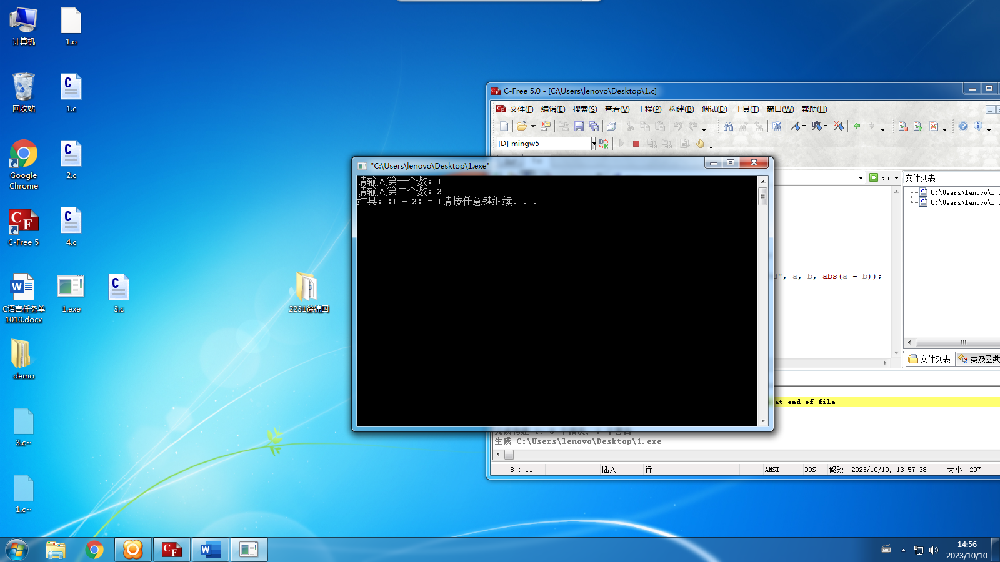 计算机
1.o
回收站
1.c
Google
Chrome
2.c
C-Free 5
4.c
C语言任务单
1010.docx
1.exe
3.c
2231徐锦国
demo
3.c~
1.c~
C-Free 5.0 - [C:\Users\lenovo\Desktop\1.c]
文件(F) 编辑(E) 搜索(S) 查看(V) 工程(P) 构建(B) 调试(D) 工具(T) 窗口(W) 帮助(H)
[D] mingw5
"C:\Users\lenovo\Desktop\1.exe"
请输入第一个数: 1
请输入第二个数: 2
结果: |1 - 2| = 1请按任意键继续. . .
Go
文件列表
C:\Users\lenovo\D...
C:\Users\lenovo\D...
d", a, b, abs(a - b));
文件列表 类及函数
at end of file
生成 C:\Users\lenovo\Desktop\1.exe
8 : 11 插入 行 ANSI DOS 修改: 2023/10/10, 13:57:38 大小: 207
14:56
2023/10/10